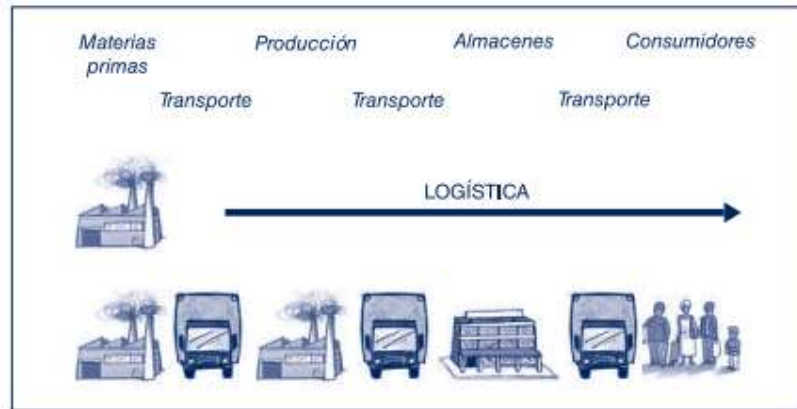 Materias
primas
Producción
Almacenes
Consumidores
Transporte
Transporte
Transporte
LOGÍSTICA